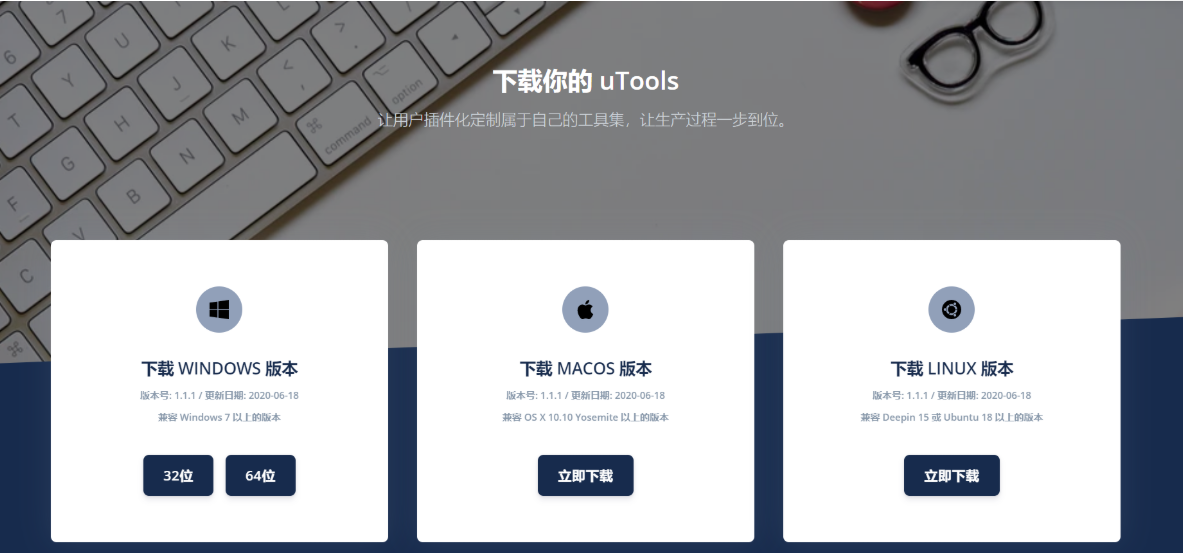 下载你的 uTools
让用户插件化定制属于自己的工具集，让生产过程一步到位。
下载 WINDOWS 版本
版本号: 1.1.1 / 更新日期: 2020-06-18
兼容 Windows 7 以上的版本
32位 64位
下载 MACOS 版本
版本号: 1.1.1 / 更新日期: 2020-06-18
兼容 OS X 10.10 Yosemite 以上的版本
立即下载
下载 LINUX 版本
版本号: 1.1.1 / 更新日期: 2020-06-18
兼容 Deepin 15 或 Ubuntu 18 以上的版本
立即下载
6 7 U K
T Y J
G H M option
F V B N command
C